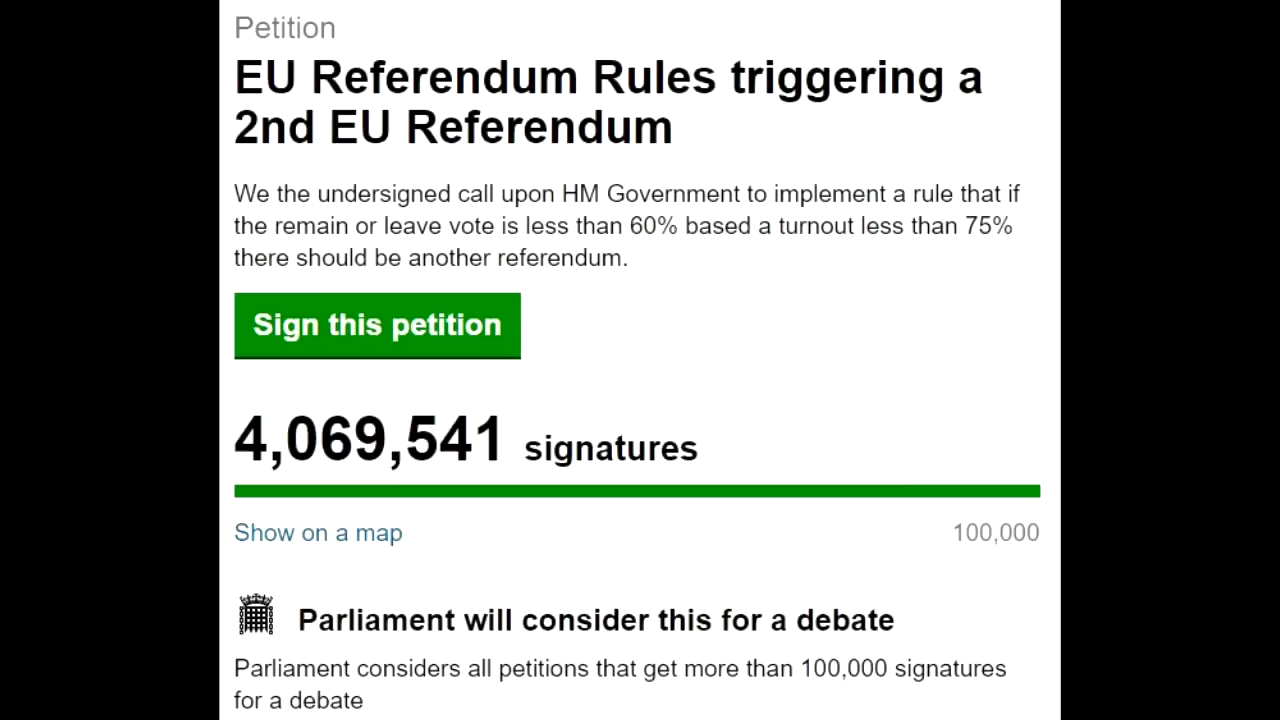 Petition
EU Referendum Rules triggering a
2nd EU Referendum
We the undersigned call upon HM Government to implement a rule that if
the remain or leave vote is less than 60% based a turnout less than 75%
there should be another referendum.
Sign this petition
4,069,541 signatures
Show on a map 100,000
Parliament will consider this for a debate
Parliament considers all petitions that get more than 100,000 signatures
for a debate